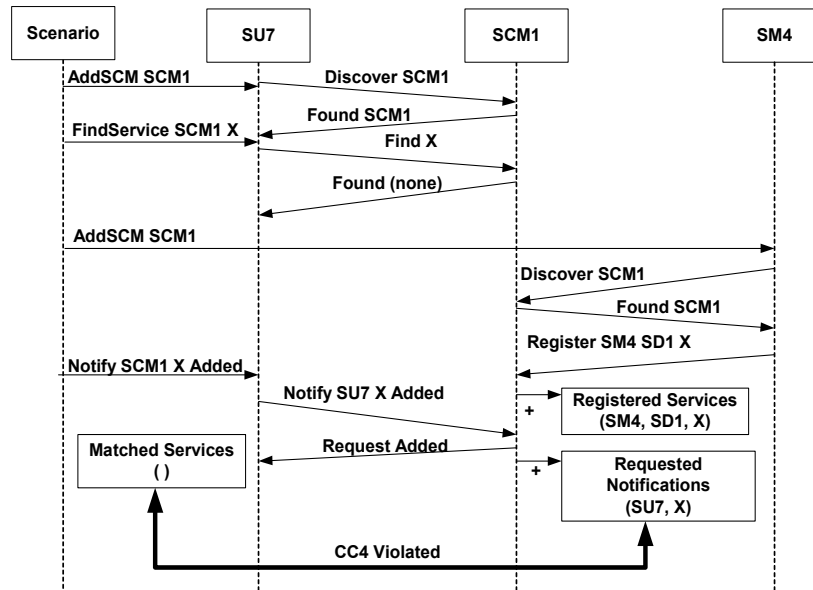 Scenario
SU7
SCM1
SM4
AddSCM SCM1
Discover SCM1
Found SCM1
FindService SCM1 X
Find X
Found (none)
AddSCM SCM1
Discover SCM1
Found SCM1
Register SM4 SD1 X
Notify SCM1 X Added
Notify SU7 X Added
+
Registered Services
(SM4, SD1, X)
Request Added
Matched Services
( )
+
Requested
Notifications
(SU7, X)
CC4 Violated